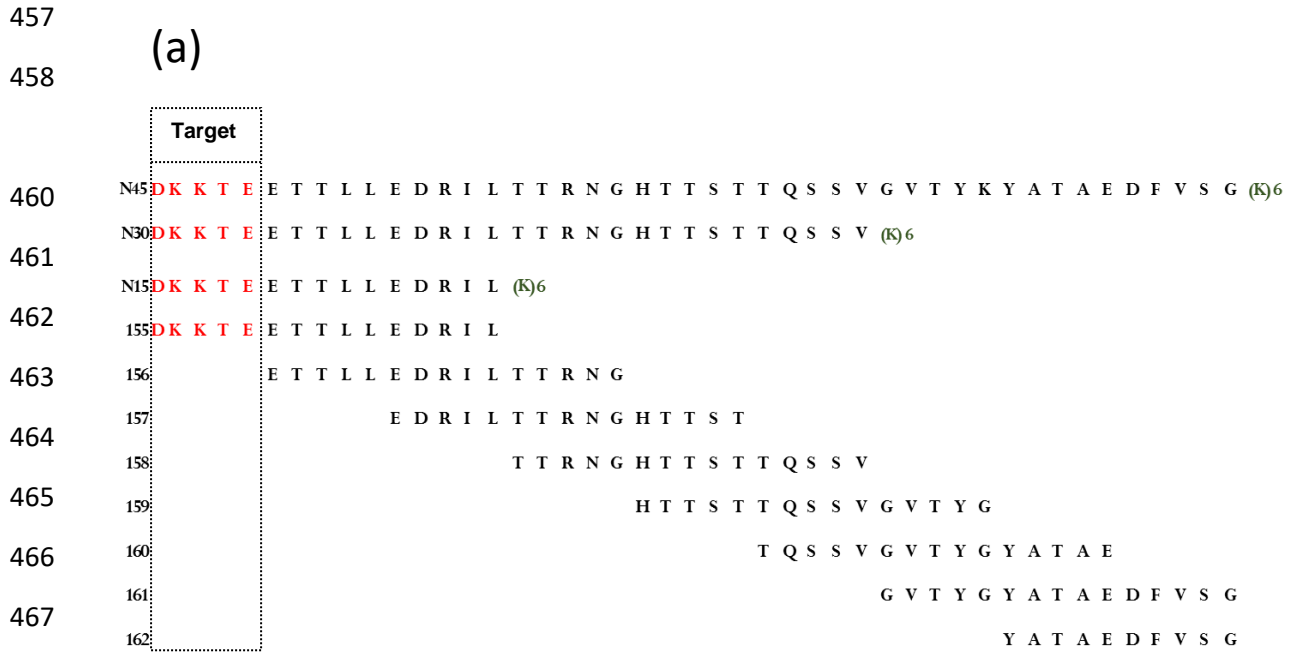 457
(a)
458
Target
460 N45 D K K T E E T T L L E D R I L T T R N G H T T S T T Q S S V G V T Y K Y A T A E D F V S G (K)6
N30 D K K T E E T T L L E D R I L T T R N G H T T S T T Q S S V (K)6
461
N15 D K K T E E T T L L E D R I L (K)6
462
155 D K K T E E T T L L E D R I L
463 156 E T T L L E D R I L T T R N G
157 E D R I L T T R N G H T T S T
464
158 T T R N G H T T S T T Q S S V
465 159 H T T S T T Q S S V G V T Y G
466 160 T Q S S V G V T Y G Y A T A E
161 G V T Y G Y A T A E D F V S G
467
162 Y A T A E D F V S G